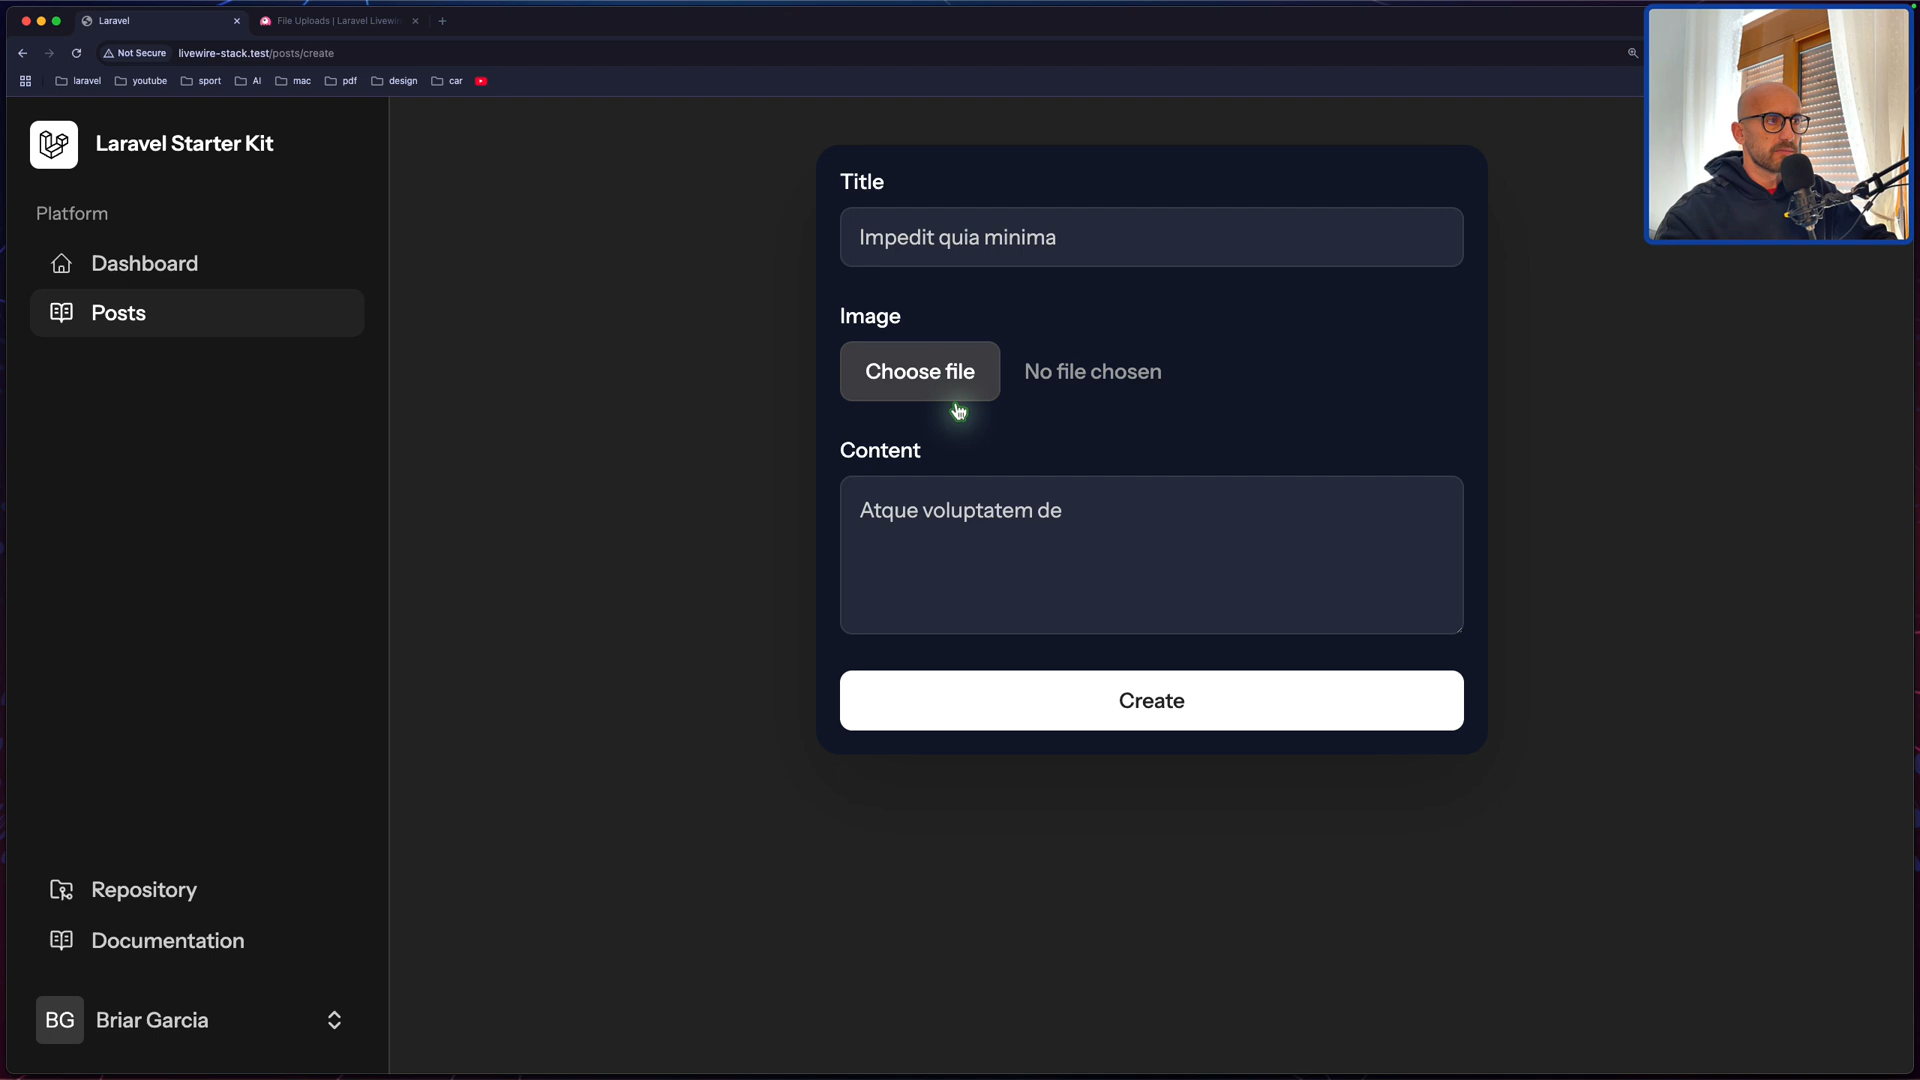 Laravel
File Uploads | Laravel Livewir
Not Secure
livewire-stack.test/posts/create
laravel
youtube
sport
AI
mac
pdf
design
car
Laravel Starter Kit
Platform
Dashboard
Posts
Repository
Documentation
BG
Briar Garcia
Title
Impedit quia minima
Image
Choose file
No file chosen
Content
Atque voluptatem de
Create